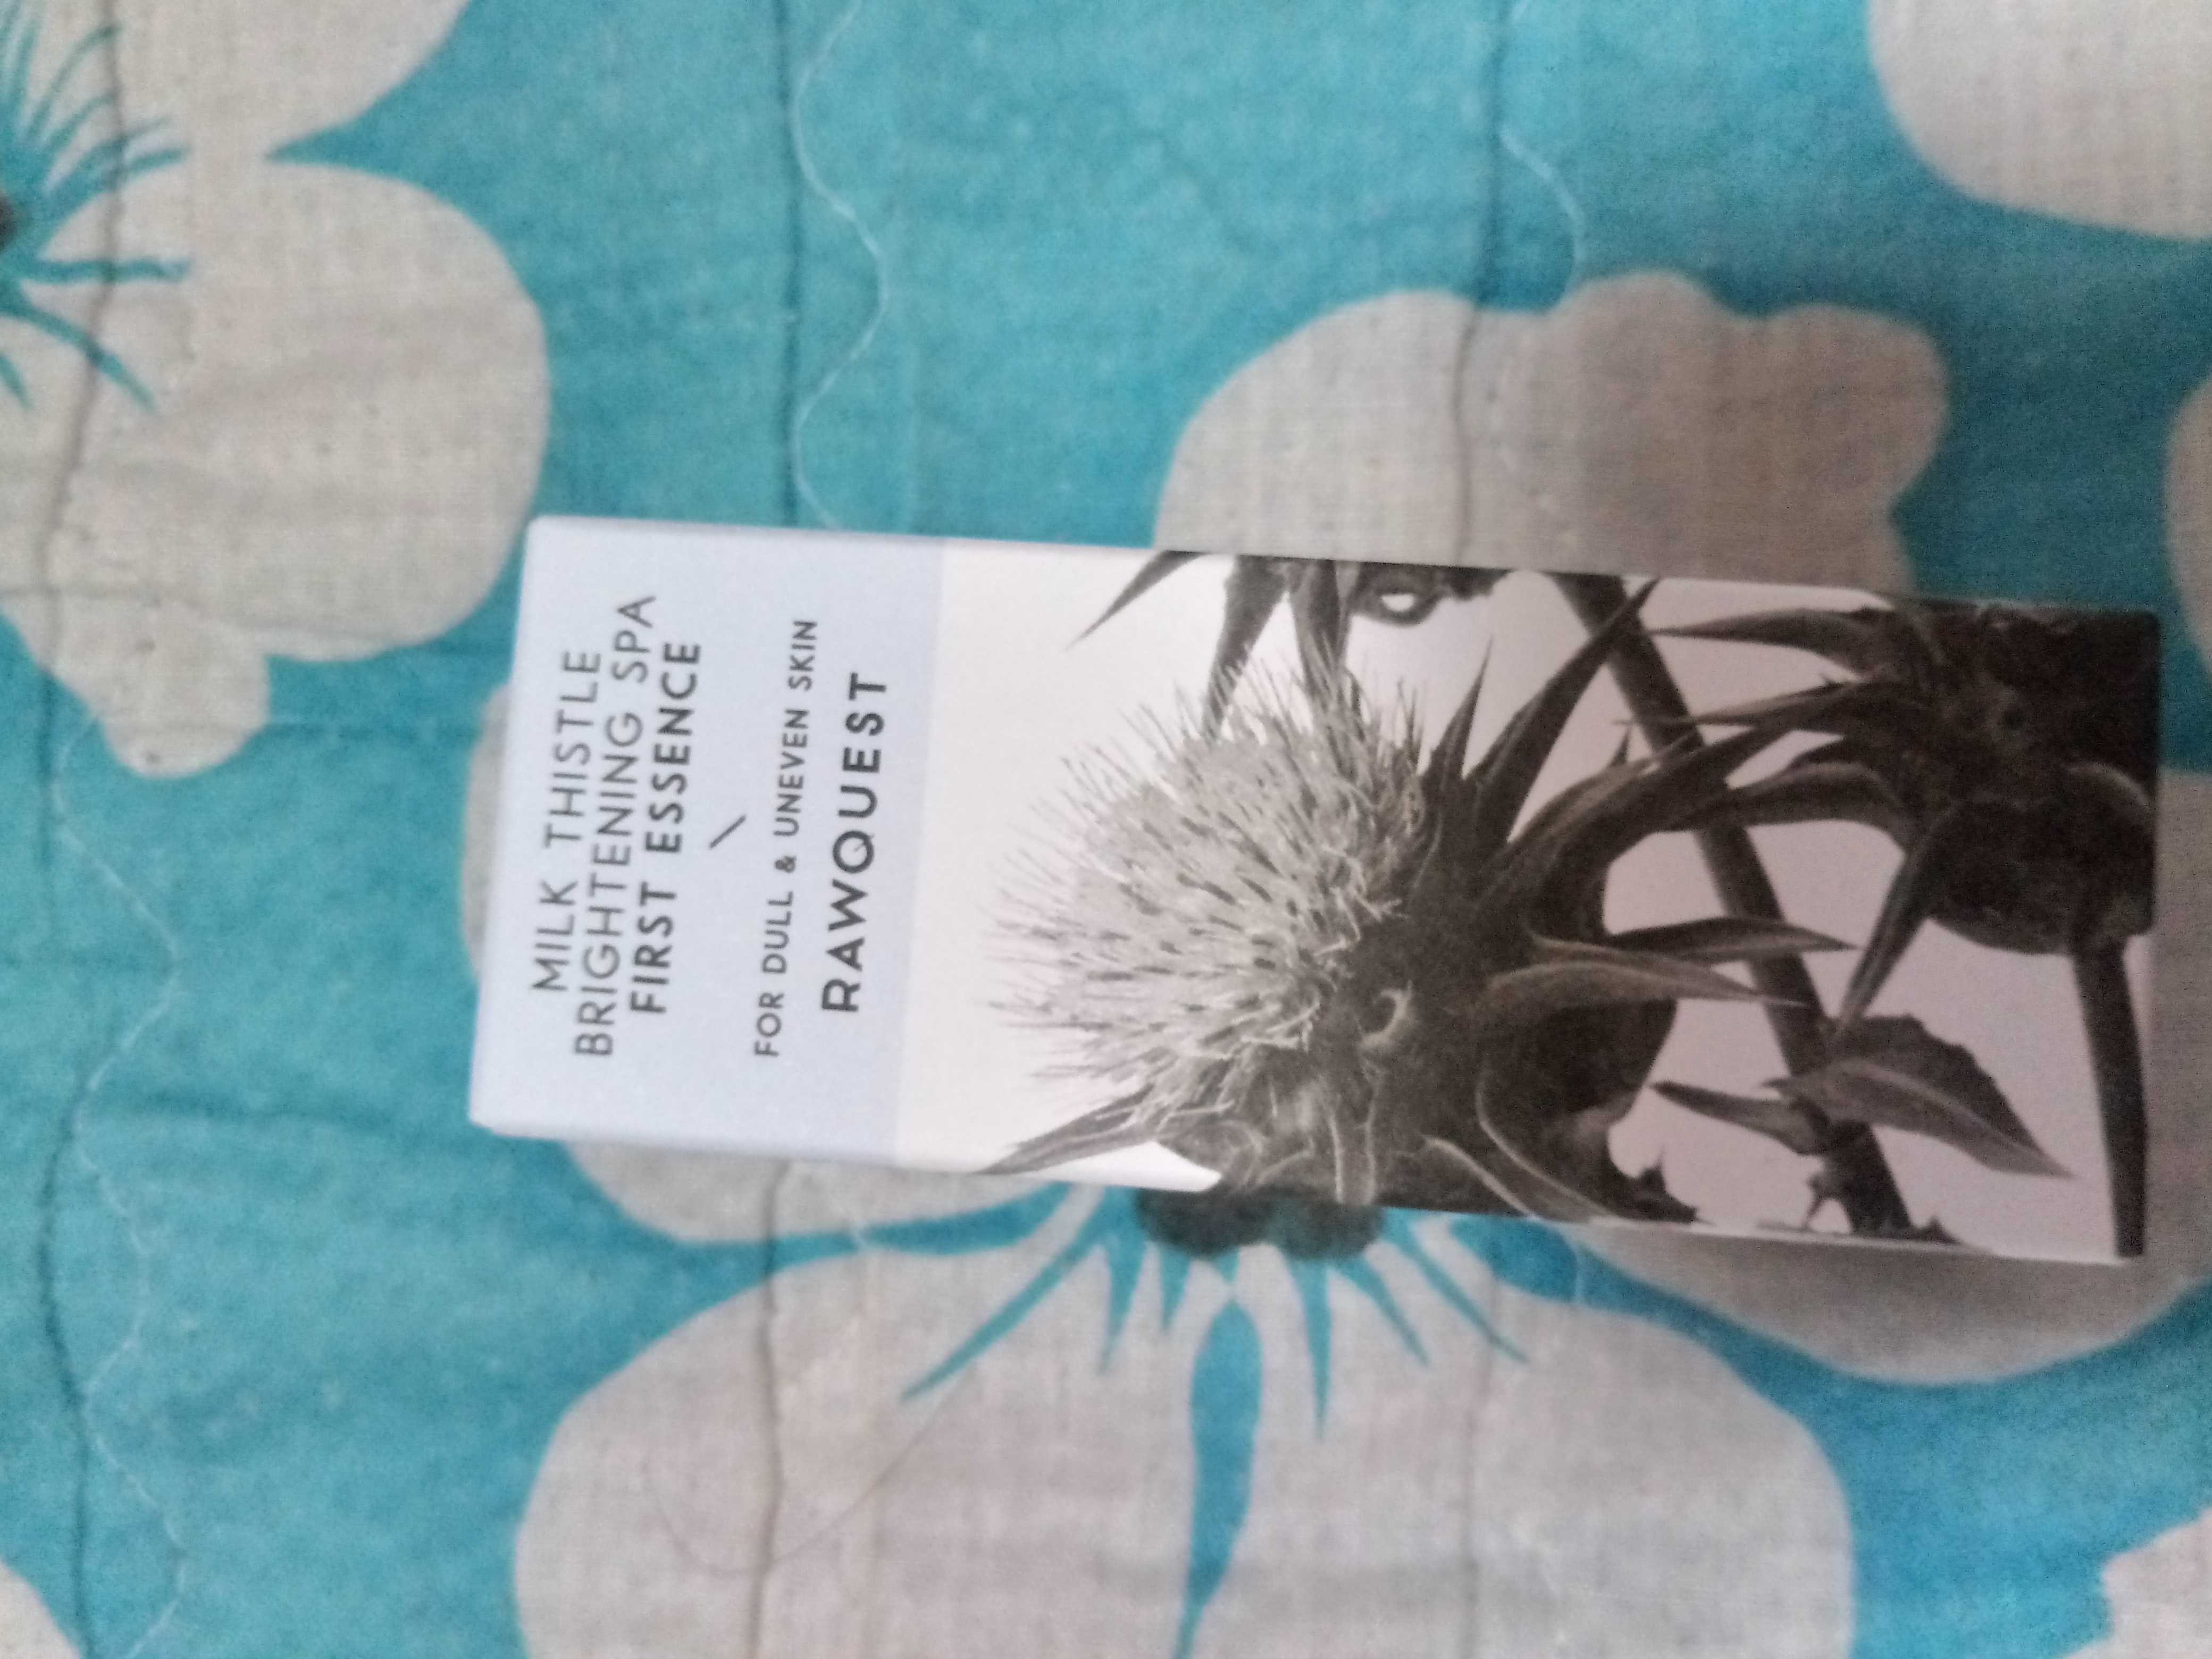 MILK THISTLE
BRIGHTENING SPA
FIRST ESSENCE
FOR DULL & UNEVEN SKIN
RAWQUEST